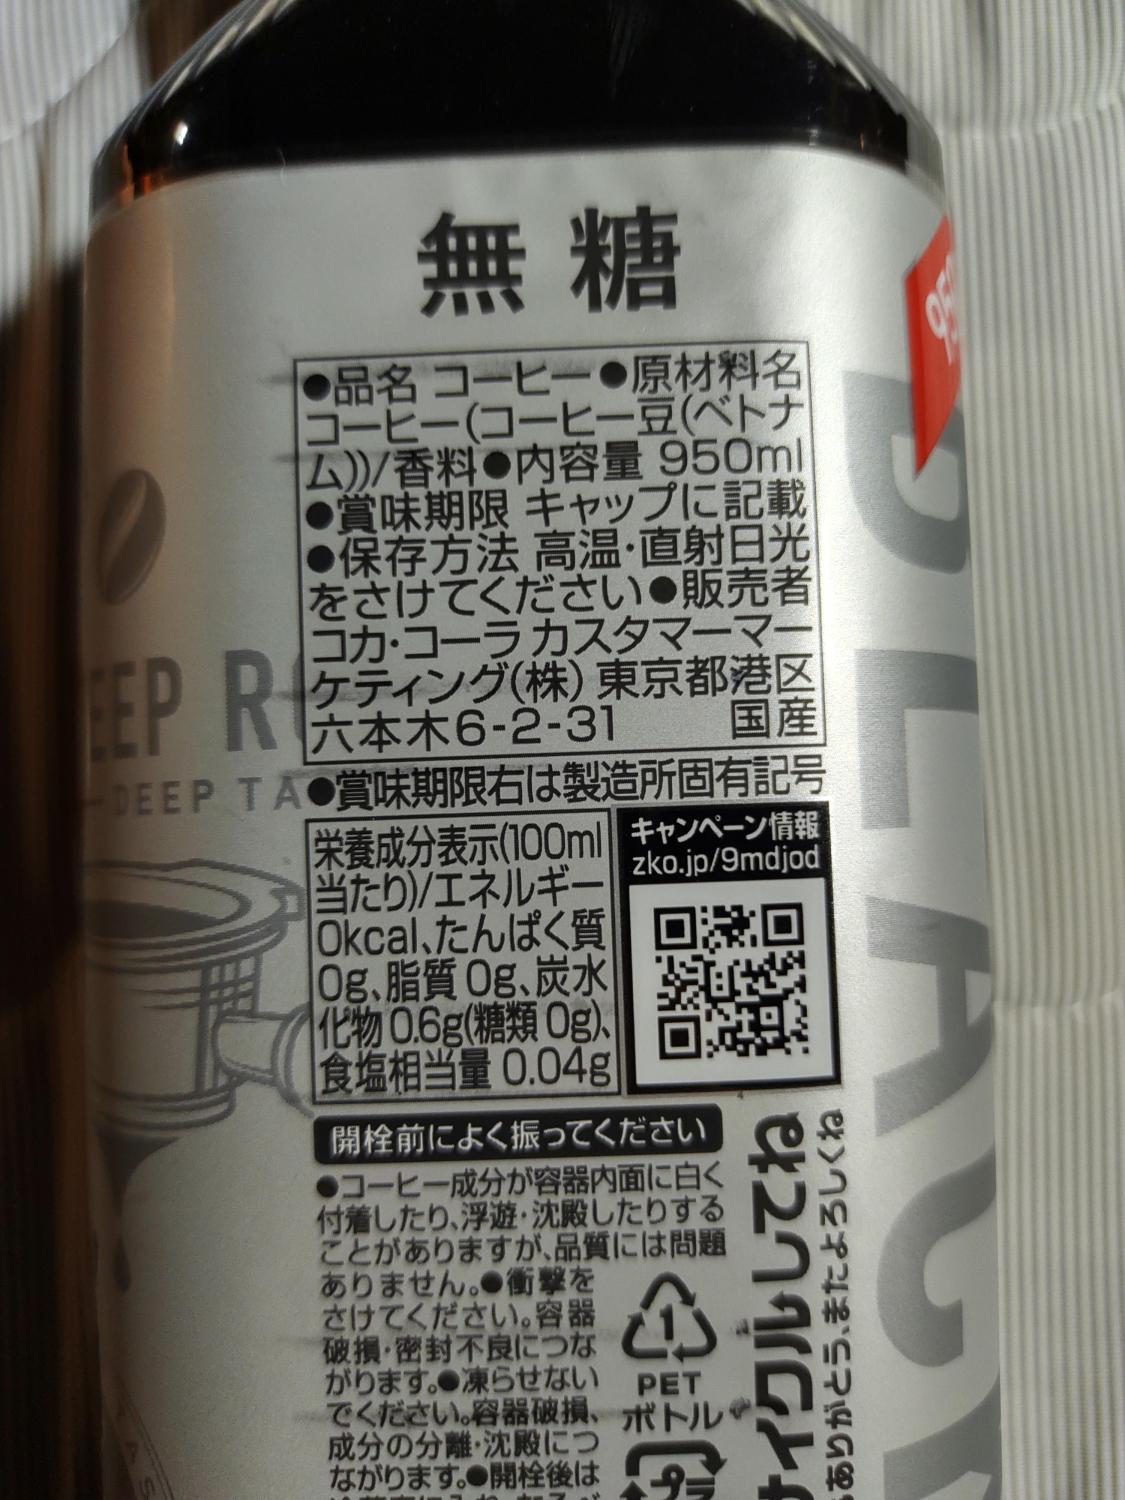 無糖
●品名 コーヒー●原材料名
コーヒー(コーヒー豆(ベトナ
ム))/香料●内容量 950ml
●賞味期限 キャップに記載
●保存方法 高温・直射日光
をさけてください●販売者
コカ・コーラ カスタマーマー
ケティング(株) 東京都港区
六本木6-2-31 国産
●賞味期限右は製造所固有記号
栄養成分表示(100ml
当たり)/エネルギー
0kcal、たんぱく質
0g、脂質 0g、炭水
化物 0.6g(糖類 0g)、
食塩相当量 0.04g
キャンペーン情報
zko.jp/9mdjod
開栓前によく振ってください
●コーヒー成分が容器内面に白く
付着したり、浮遊・沈殿したりする
ことがありますが、品質には問題
ありません。●衝撃を
さけてください。容器
破損・密封不良につな
がります。●凍らせない
でください。容器破損、
成分の分離・沈殿につ
ながります。●開栓後は
1
PET
ボトル
プラ
サイクルしてね
ありがとう、またよろしくね
EEP R
DEEP TA
BLACK